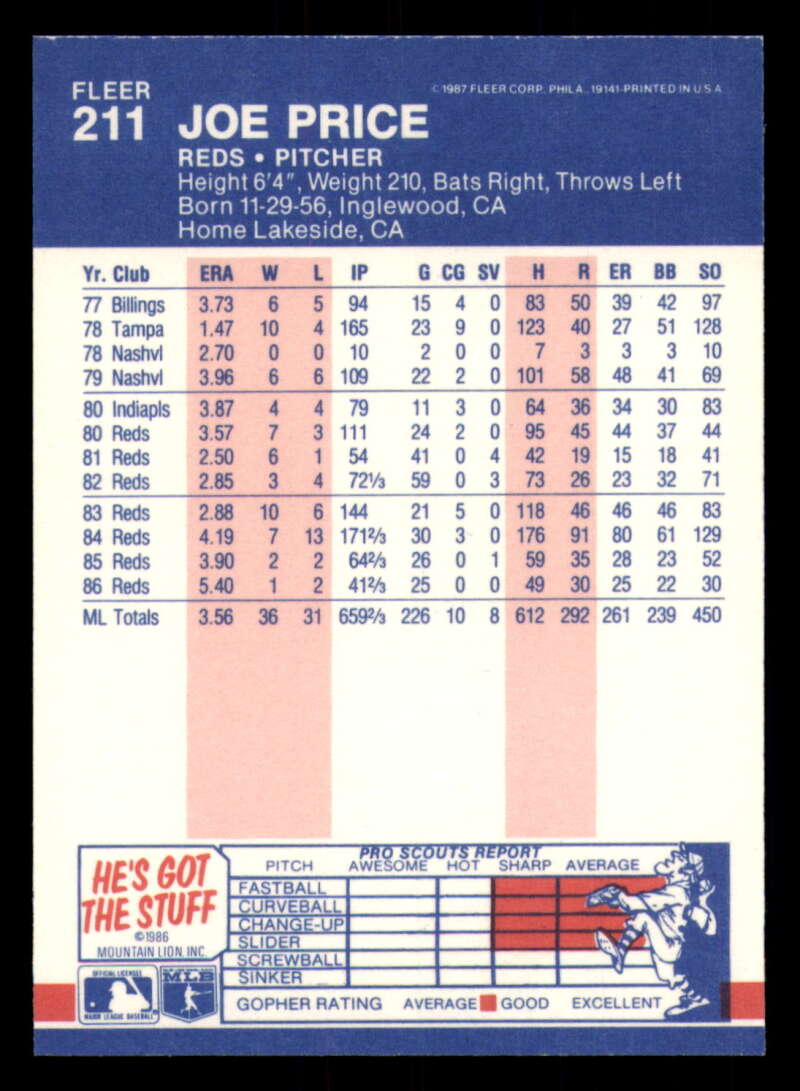 FLEER
© 1987 FLEER CORP. PHILA., 19141-PRINTED IN U.S.A.
211 JOE PRICE
REDS • PITCHER
Height 6'4", Weight 210, Bats Right, Throws Left
Born 11-29-56, Inglewood, CA
Home Lakeside, CA
Yr. Club ERA W L IP G CG SV H R ER BB SO
77 Billings 3.73 6 5 94 15 4 0 83 50 39 42 97
78 Tampa 1.47 10 4 165 23 9 0 123 40 27 51 128
78 Nashvl 2.70 0 0 10 2 0 0 7 3 3 3 10
79 Nashvl 3.96 6 6 109 22 2 0 101 58 48 41 69
80 Indiapls 3.87 4 4 79 11 3 0 64 36 34 30 83
80 Reds 3.57 7 3 111 24 2 0 95 45 44 37 44
81 Reds 2.50 6 1 54 41 0 4 42 19 15 18 41
82 Reds 2.85 3 4 72⅓ 59 0 3 73 26 23 32 71
83 Reds 2.88 10 6 144 21 5 0 118 46 46 46 83
84 Reds 4.19 7 13 171⅔ 30 3 0 176 91 80 61 129
85 Reds 3.90 2 2 64⅔ 26 0 1 59 35 28 23 52
86 Reds 5.40 1 2 41⅔ 25 0 0 49 30 25 22 30
ML Totals 3.56 36 31 659⅔ 226 10 8 612 292 261 239 450
HE'S GOT
THE STUFF
©1986
MOUNTAIN LION, INC.
OFFICIAL LICENSEE
MAJOR LEAGUE BASEBALL
MLB
PRO SCOUTS REPORT
PITCH AWESOME HOT SHARP AVERAGE
FASTBALL
CURVEBALL
CHANGE-UP
SLIDER
SCREWBALL
SINKER
GOPHER RATING AVERAGE GOOD EXCELLENT